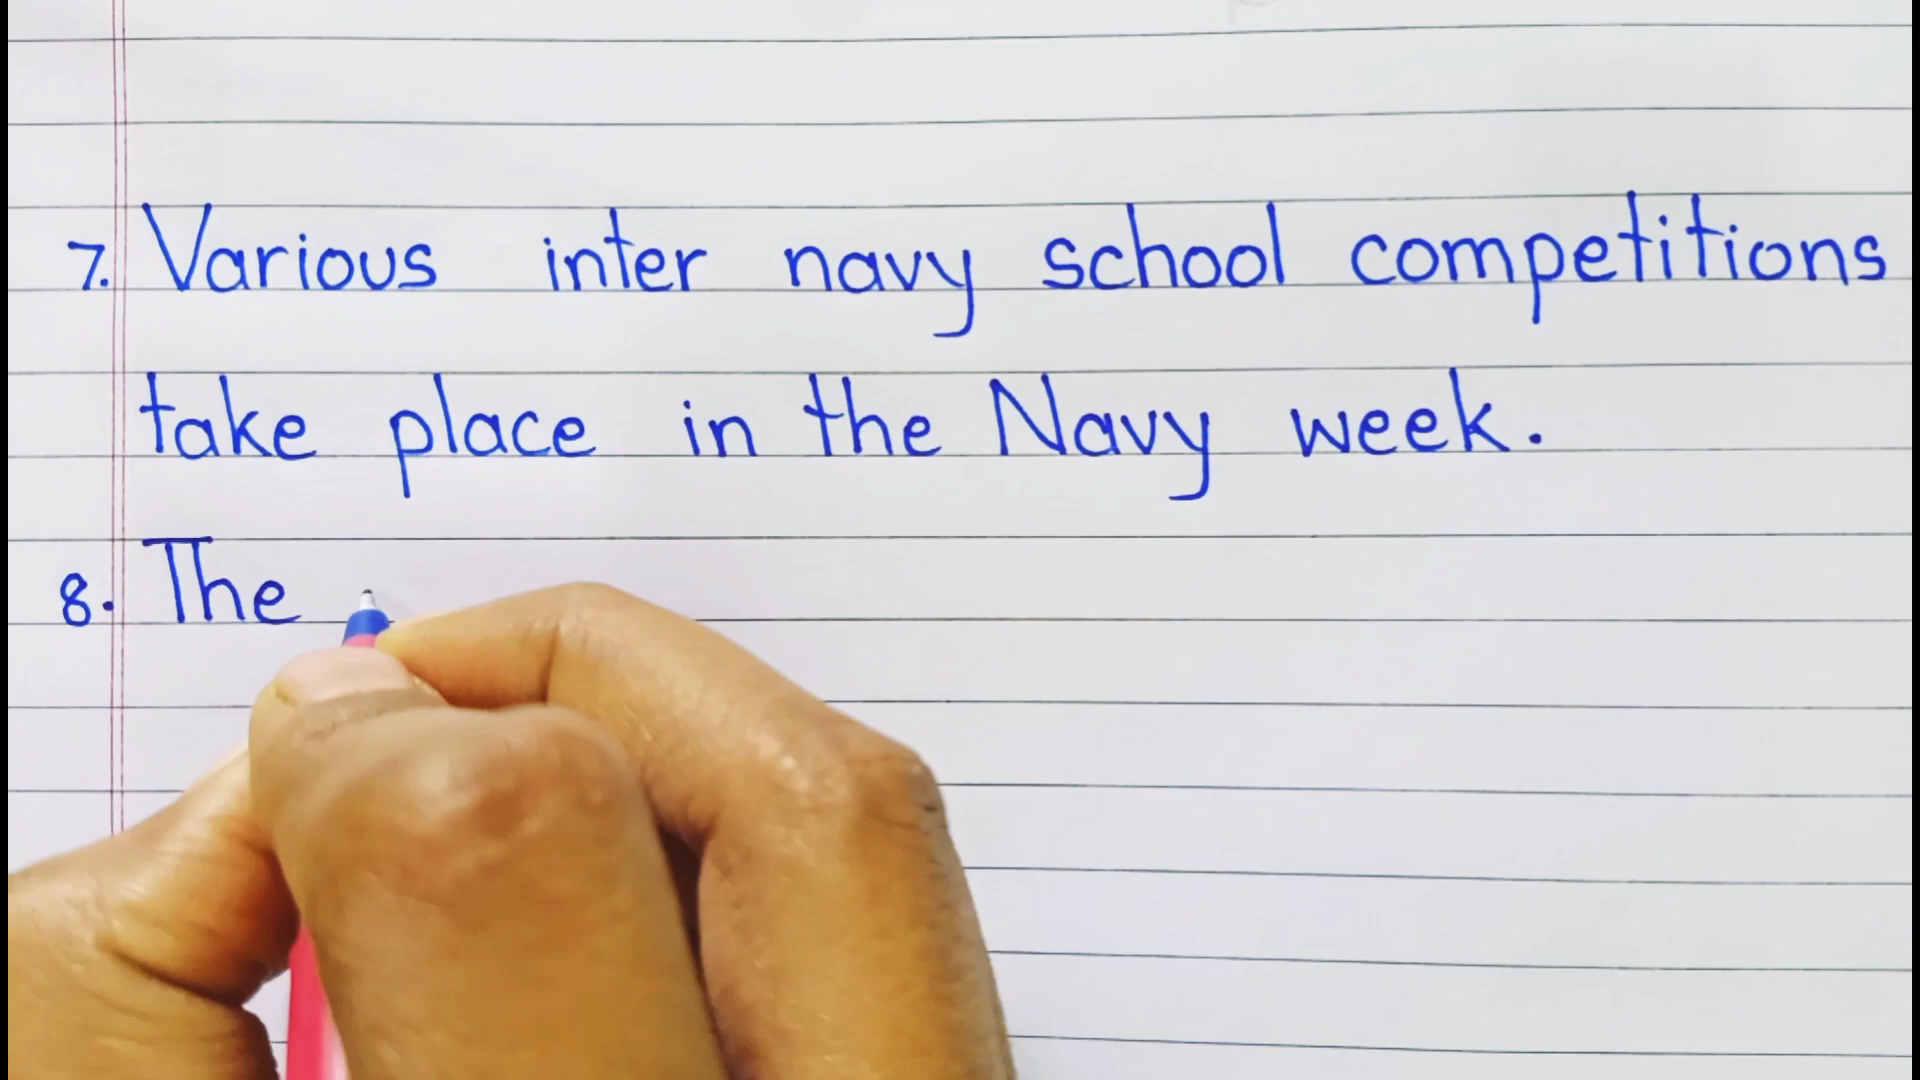 7. Various inter navy school competitions
take place in the Navy week.
8. The